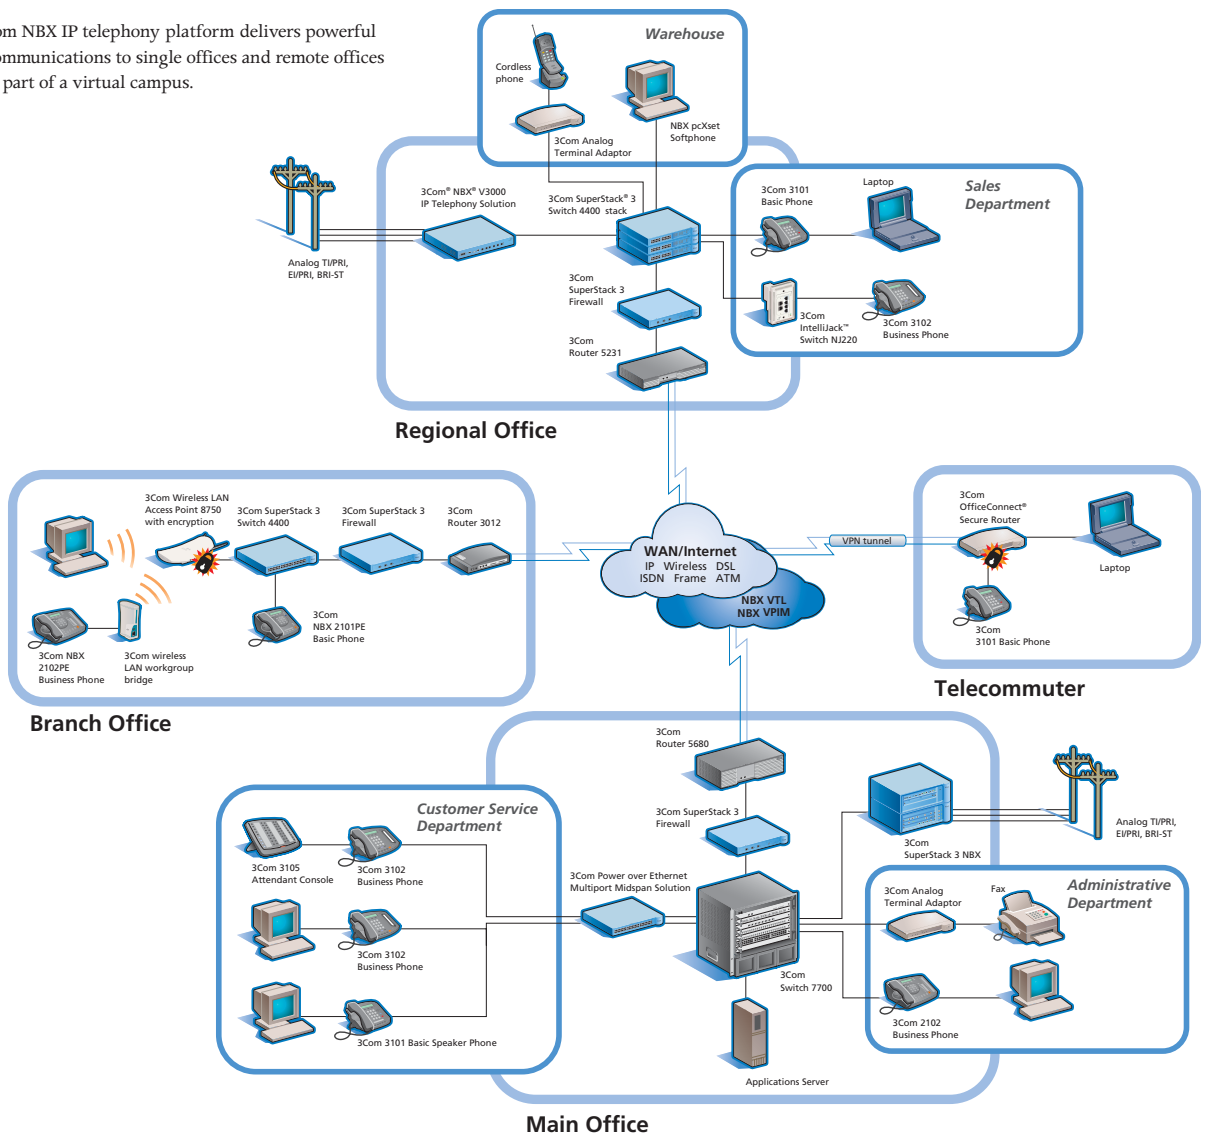 om NBX IP telephony platform delivers powerful
ommunications to single offices and remote offices
part of a virtual campus.
Warehouse
Cordless
phone
3Com Analog
Terminal Adaptor
NBX pcXset
Softphone
3Com® NBX® V3000
IP Telephony Solution
3Com SuperStack® 3
Switch 4400 stack
Analog TI/PRI,
EI/PRI, BRI-ST
3Com
SuperStack 3
Firewall
3Com
Router 5231
Sales
Department
3Com 3101
Basic Phone
Laptop
3Com
IntelliJack™
Switch NJ220
3Com 3102
Business Phone
Regional Office
3Com Wireless LAN
Access Point 8750
with encryption
3Com SuperStack 3
Switch 4400
3Com SuperStack 3
Firewall
3Com
Router 3012
3Com NBX
2102PE
Business Phone
3Com wireless
LAN workgroup
bridge
3Com
NBX 2101PE
Basic Phone
Branch Office
WAN/Internet
IP Wireless DSL
ISDN Frame ATM
NBX VTL
NBX VPIM
VPN tunnel
3Com
OfficeConnect®
Secure Router
Laptop
3Com
3101 Basic Phone
Telecommuter
3Com
Router 5680
3Com SuperStack 3
Firewall
3Com
SuperStack 3 NBX
Analog TI/PRI,
EI/PRI, BRI-ST
Customer Service
Department
3Com 3105
Attendant Console
3Com 3102
Business Phone
3Com 3102
Business Phone
3Com 3101 Basic Speaker Phone
3Com Power over Ethernet
Multiport Midspan Solution
3Com
Switch 7700
Applications Server
Administrative
Department
3Com Analog
Terminal Adaptor
Fax
3Com 2102
Business Phone
Main Office